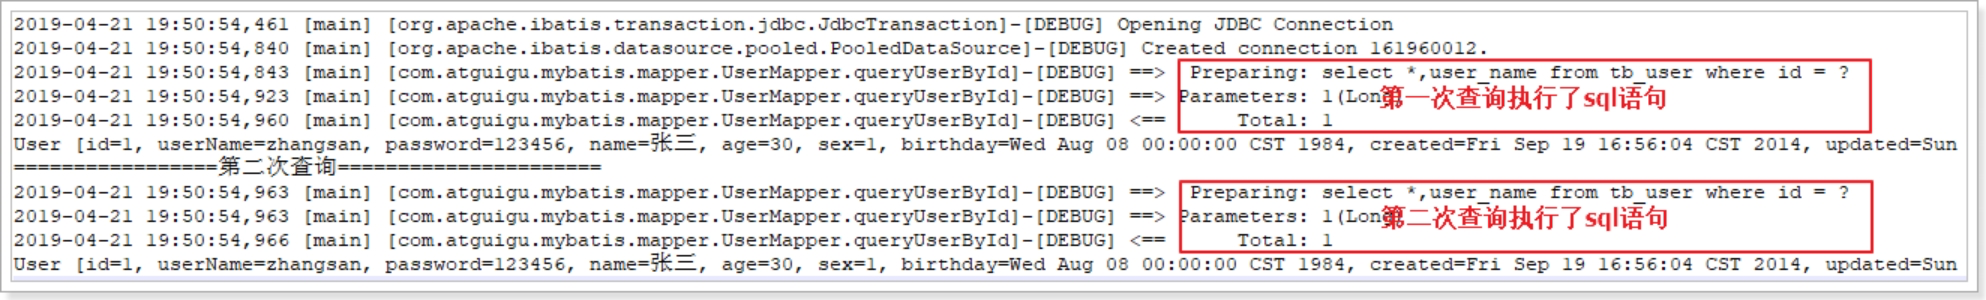 2019-04-21 19:50:54,461 [main] [org.apache.ibatis.transaction.jdbc.JdbcTransaction]-[DEBUG] Opening JDBC Connection
2019-04-21 19:50:54,840 [main] [org.apache.ibatis.datasource.pooled.PooledDataSource]-[DEBUG] Created connection 161960012.
2019-04-21 19:50:54,843 [main] [com.atguigu.mybatis.mapper.UserMapper.queryUserById]-[DEBUG] ==>  Preparing: select *,user_name from tb_user where id = ?
2019-04-21 19:50:54,923 [main] [com.atguigu.mybatis.mapper.UserMapper.queryUserById]-[DEBUG] ==> Parameters: 1(Long) 第一次查询执行了sql语句
2019-04-21 19:50:54,960 [main] [com.atguigu.mybatis.mapper.UserMapper.queryUserById]-[DEBUG] <==      Total: 1
User [id=1, userName=zhangsan, password=123456, name=张三, age=30, sex=1, birthday=Wed Aug 08 00:00:00 CST 1984, created=Fri Sep 19 16:56:04 CST 2014, updated=Sun
=================第二次查询======================
2019-04-21 19:50:54,963 [main] [com.atguigu.mybatis.mapper.UserMapper.queryUserById]-[DEBUG] ==>  Preparing: select *,user_name from tb_user where id = ?
2019-04-21 19:50:54,963 [main] [com.atguigu.mybatis.mapper.UserMapper.queryUserById]-[DEBUG] ==> Parameters: 1(Long) 第二次查询执行了sql语句
2019-04-21 19:50:54,966 [main] [com.atguigu.mybatis.mapper.UserMapper.queryUserById]-[DEBUG] <==      Total: 1
User [id=1, userName=zhangsan, password=123456, name=张三, age=30, sex=1, birthday=Wed Aug 08 00:00:00 CST 1984, created=Fri Sep 19 16:56:04 CST 2014, updated=Sun